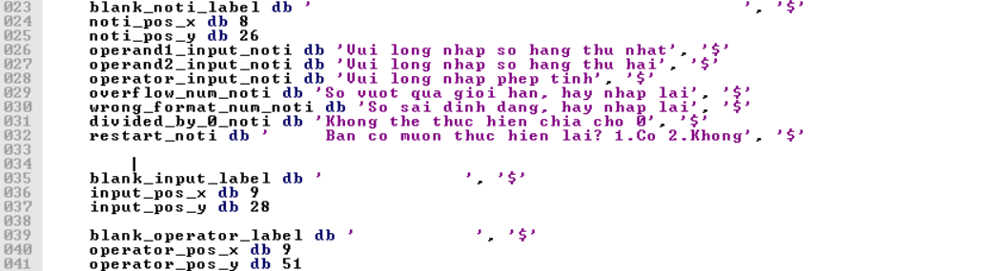 023 blank_noti_label db '                                                      ', '$'
024 noti_pos_x db 8
025 noti_pos_y db 26
026 operand1_input_noti db 'Vui long nhap so hang thu nhat', '$'
027 operand2_input_noti db 'Vui long nhap so hang thu hai', '$'
028 operator_input_noti db 'Vui long nhap phep tinh', '$'
029 overflow_num_noti db 'So vuot qua gioi han, hay nhap lai', '$'
030 wrong_format_num_noti db 'So sai dinh dang, hay nhap lai', '$'
031 divided_by_0_noti db 'Khong the thuc hien chia cho 0', '$'
032 restart_noti db '       Ban co muon thuc hien lai? 1.Co 2.Khong', '$'
033
034
035 blank_input_label db '                  ', '$'
036 input_pos_x db 9
037 input_pos_y db 28
038
039 blank_operator_label db '               ', '$'
040 operator_pos_x db 9
041 operator_pos_y db 51